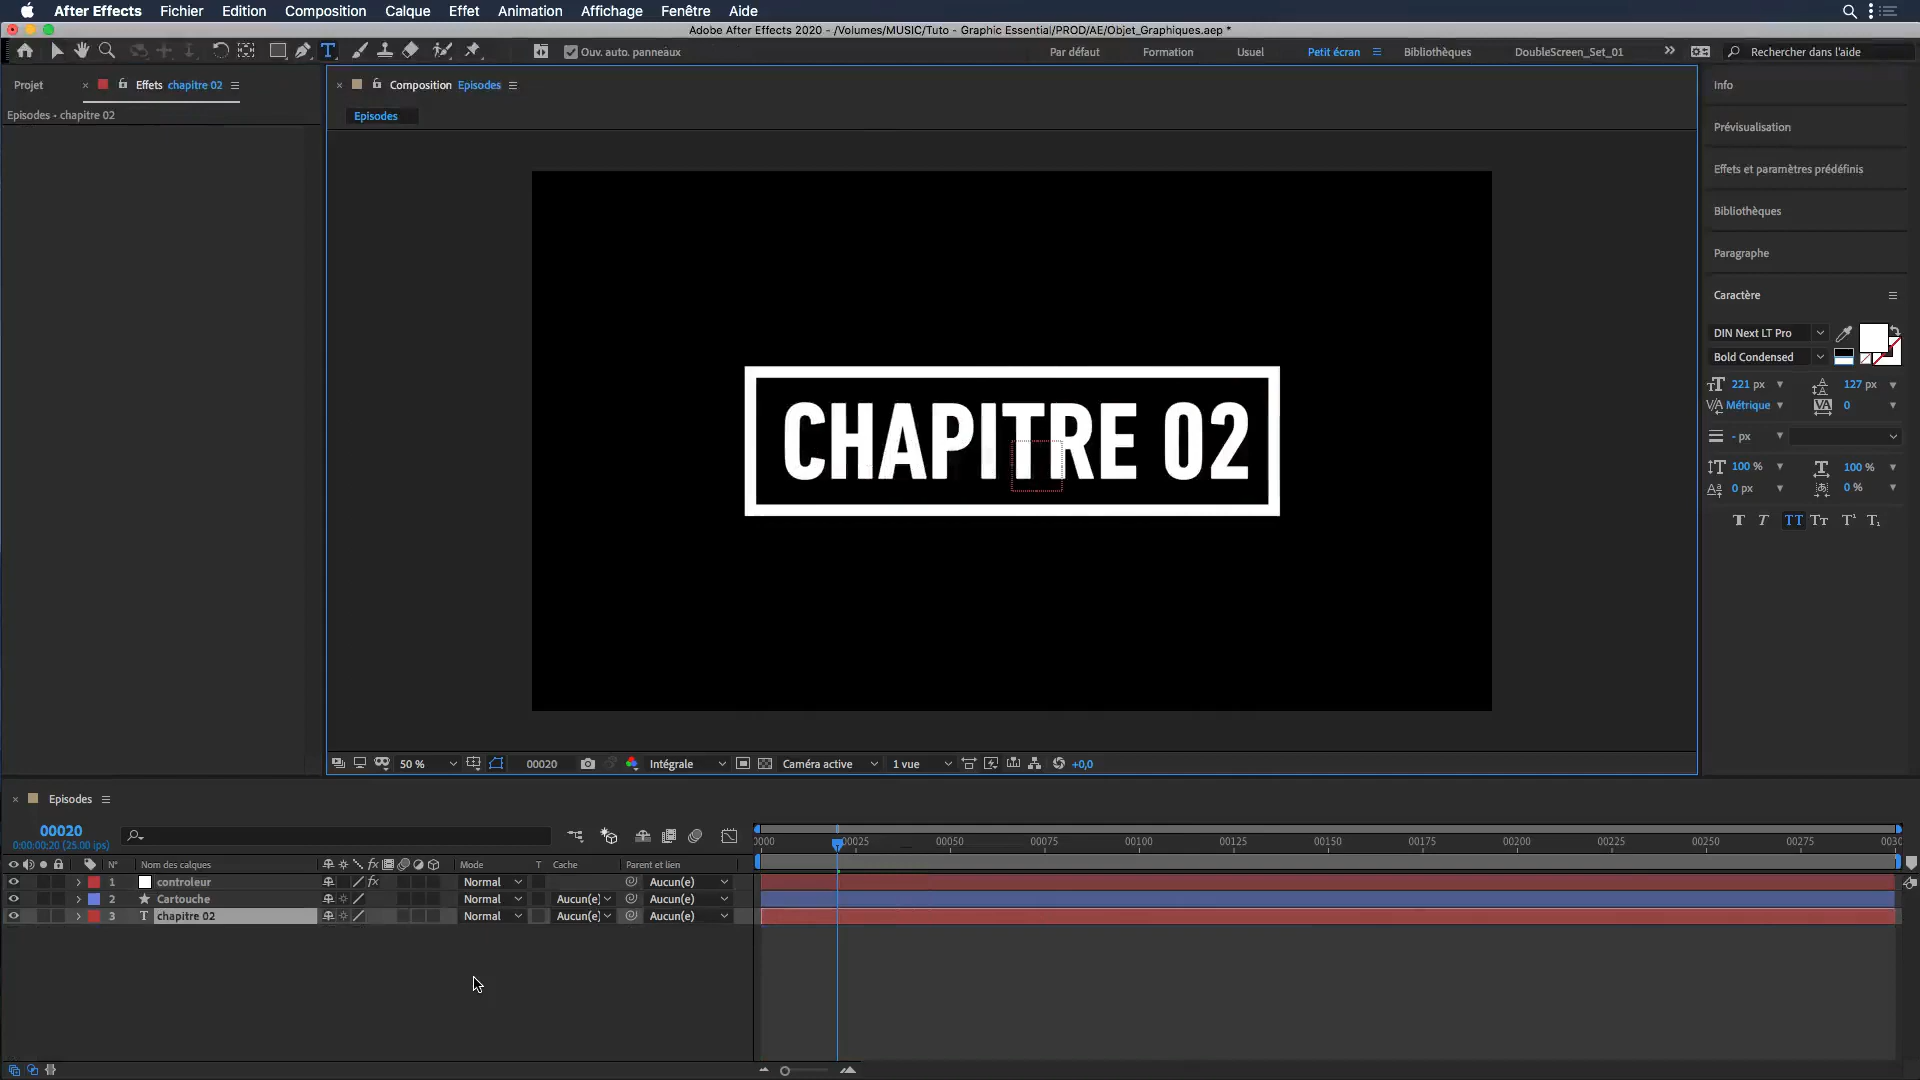 After Effects Fichier Edition Composition Calque Effet Animation Affichage Fenêtre Aide
Adobe After Effects 2020 - /Volumes/MUSIC/Tuto - Graphic Essential/PROD/AE/Objet_Graphiques.aep *
Ouv. auto. panneaux Par défaut Formation Usuel Petit écran Bibliothèques DoubleScreen_Set_01 Rechercher dans l'aide
Projet Effets chapitre 02 Composition Episodes
Episodes • chapitre 02
Episodes
CHAPITRE 02
Info
Prévisualisation
Effets et paramètres prédéfinis
Bibliothèques
Paragraphe
Caractère
DIN Next LT Pro
Bold Condensed
221 px 127 px
Métrique 0
- px
100 % 100 %
0 px 0 %
50 % 00020 Intégrale Caméra active 1 vue +0,0
Episodes
00020
0:00:00:20 (25.00 ips)
0000 00025 00050 00075 00100 00125 00150 00175 00200 00225 00250 00275 0030
N° Nom des calques Mode T Cache Parent et lien
1 controleur Normal Aucun(e)
2 Cartouche Normal Aucun(e) Aucun(e)
3 T chapitre 02 Normal Aucun(e) Aucun(e)